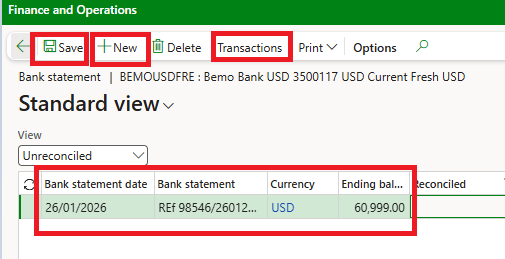 Finance and Operations
Save New Delete Transactions Print Options
Bank statement | BEMOUSDFRE : Bemo Bank USD 3500117 USD Current Fresh USD
Standard view
View
Unreconciled
Bank statement date Bank statement Currency Ending bal... Reconciled
26/01/2026 REf 98546/26012... USD 60,999.00